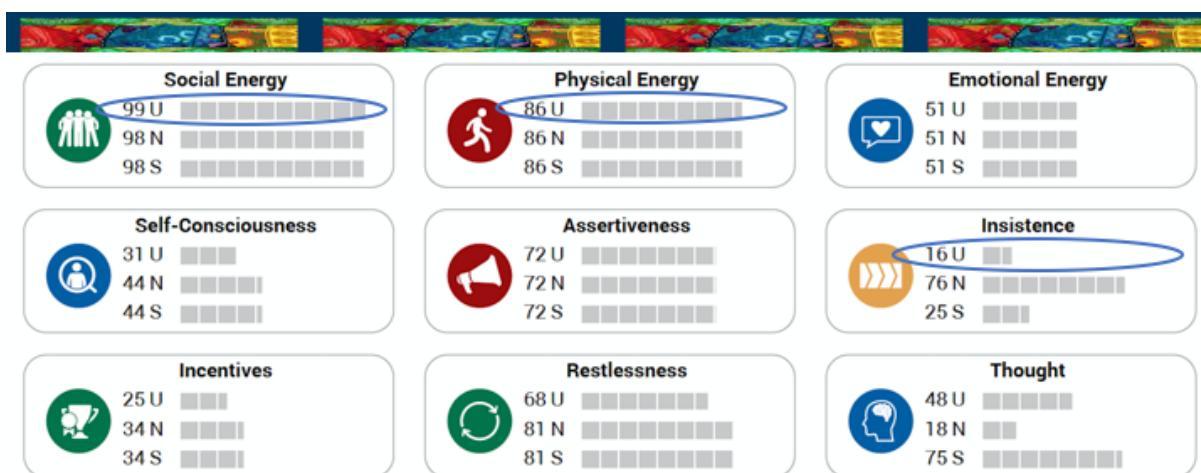 Social Energy
99 U
98 N
98 S
Physical Energy
86 U
86 N
86 S
Emotional Energy
51 U
51 N
51 S
Self-Consciousness
31 U
44 N
44 S
Assertiveness
72 U
72 N
72 S
Insistence
16 U
76 N
25 S
Incentives
25 U
34 N
34 S
Restlessness
68 U
81 N
81 S
Thought
48 U
18 N
75 S